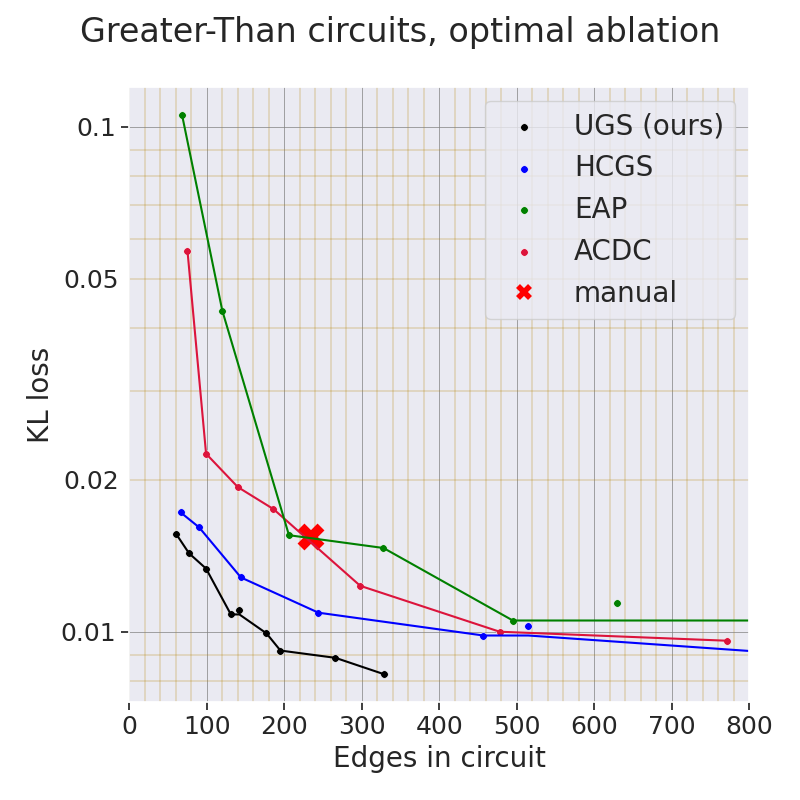 Greater-Than circuits, optimal ablation
UGS (ours)
HCGS
EAP
ACDC
manual
KL loss
0.1
0.05
0.02
0.01
0 100 200 300 400 500 600 700 800
Edges in circuit